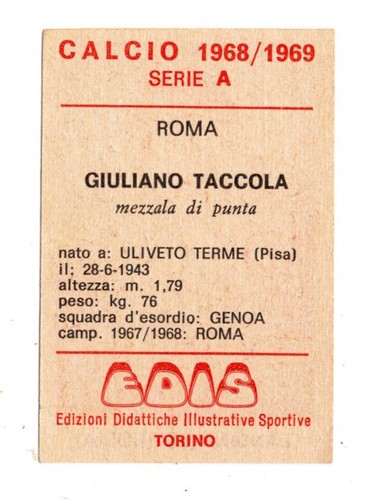 CALCIO 1968/1969
SERIE A
ROMA
GIULIANO TACCOLA
mezzala di punta
nato a: ULIVETO TERME (Pisa)
il: 28-6-1943
altezza: m. 1,79
peso: kg. 76
squadra d'esordio: GENOA
camp. 1967/1968: ROMA
EDIS
Edizioni Didattiche Illustrative Sportive
TORINO